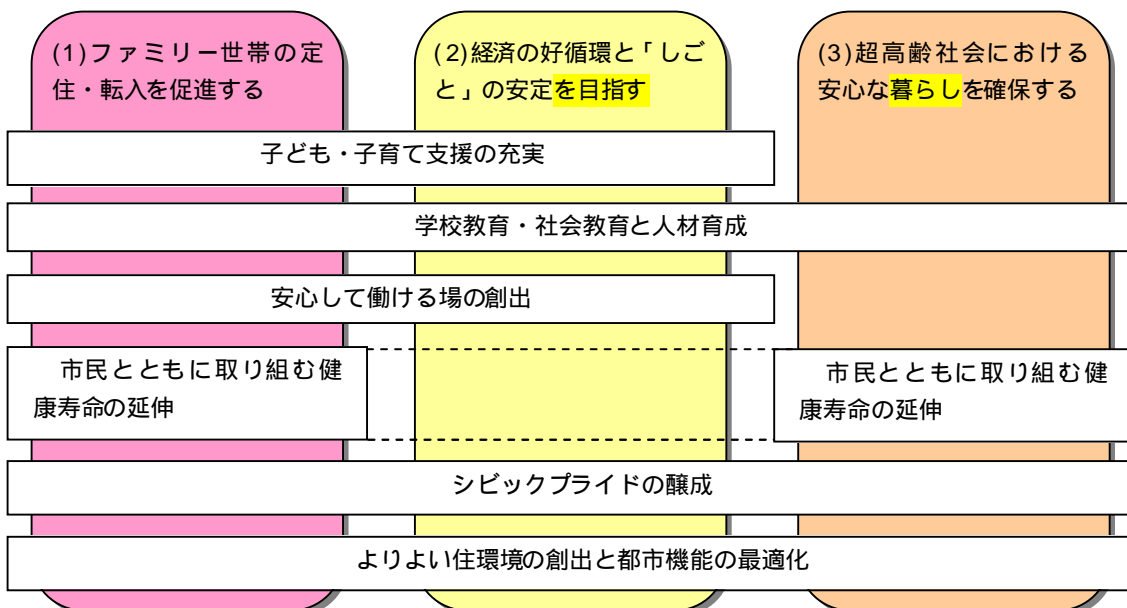 (1)ファミリー世帯の定
住・転入を促進する
(2)経済の好循環と「しご
と」の安定を目指す
(3)超高齢社会における
安心な暮らしを確保する
子ども・子育て支援の充実
学校教育・社会教育と人材育成
安心して働ける場の創出
市民とともに取り組む健
康寿命の延伸
市民とともに取り組む健
康寿命の延伸
シビックプライドの醸成
よりよい住環境の創出と都市機能の最適化